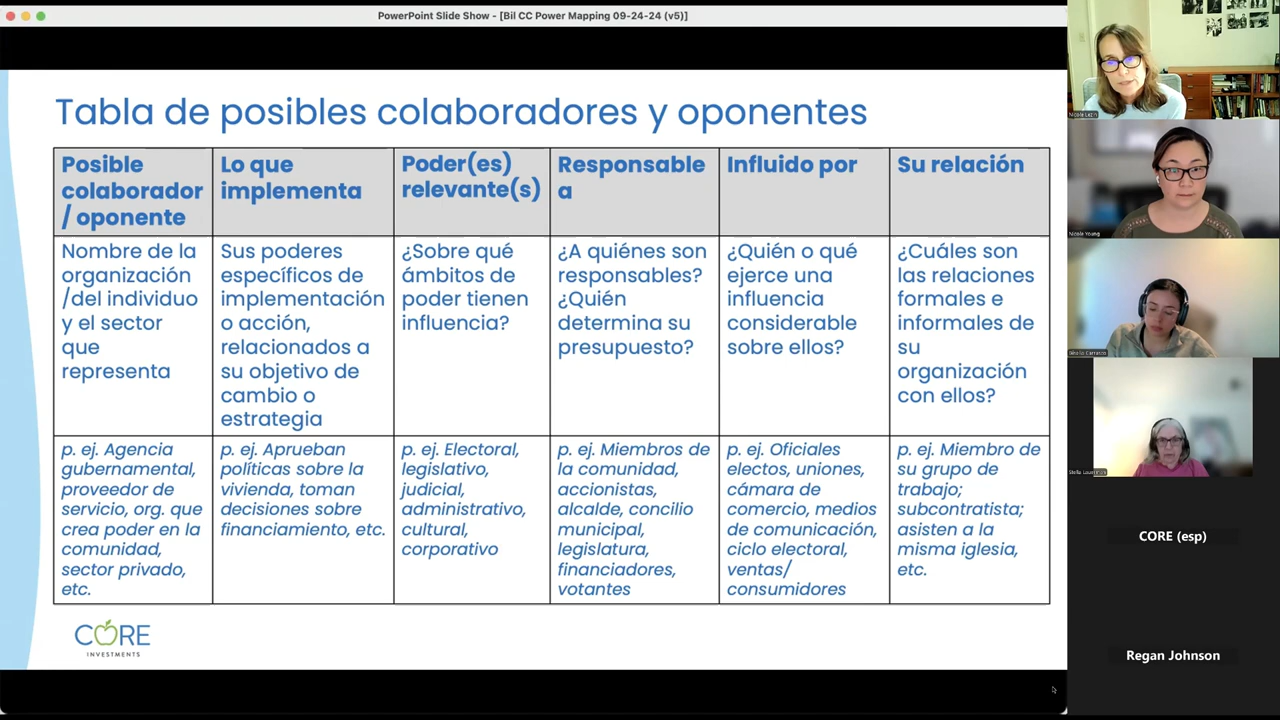 PowerPoint Slide Show - [Bil CC Power Mapping 09-24-24 (v5)]
Tabla de posibles colaboradores y oponentes
Posible
colaborador
/ oponente
Lo que
implementa
Poder(es)
relevante(s)
Responsable
a
Influido por
Su relación
Nombre de la
organización
/del individuo
y el sector
que
representa
Sus poderes
específicos de
implementación
o acción,
relacionados a
su objetivo de
cambio o
estrategia
¿Sobre qué
ámbitos de
poder tienen
influencia?
¿A quiénes son
responsables?
¿Quién
determina su
presupuesto?
¿Quién o qué
ejerce una
influencia
considerable
sobre ellos?
¿Cuáles son
las relaciones
formales e
informales de
su
organización
con ellos?
p. ej. Agencia
gubernamental,
proveedor de
servicio, org. que
crea poder en la
comunidad,
sector privado,
etc.
p. ej. Aprueban
políticas sobre la
vivienda, toman
decisiones sobre
financiamiento, etc.
p. ej. Electoral,
legislativo,
judicial,
administrativo,
cultural,
corporativo
p. ej. Miembros de
la comunidad,
accionistas,
alcalde, concilio
municipal,
legislatura,
financiadores,
votantes
p. ej. Oficiales
electos, uniones,
cámara de
comercio, medios
de comunicación,
ciclo electoral,
ventas/
consumidores
p. ej. Miembro de
su grupo de
trabajo;
subcontratista;
asisten a la
misma iglesia,
etc.
CORE
INVESTMENTS
Nicole Young
CORE (esp)
Regan Johnson